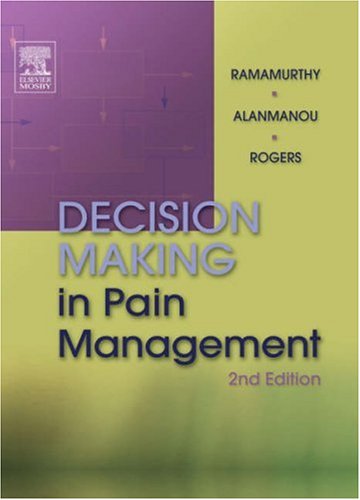 ELSEVIER
MOSBY
RAMAMURTHY
ALANMANOU
ROGERS
DECISION
MAKING
in Pain
Management
2nd Edition